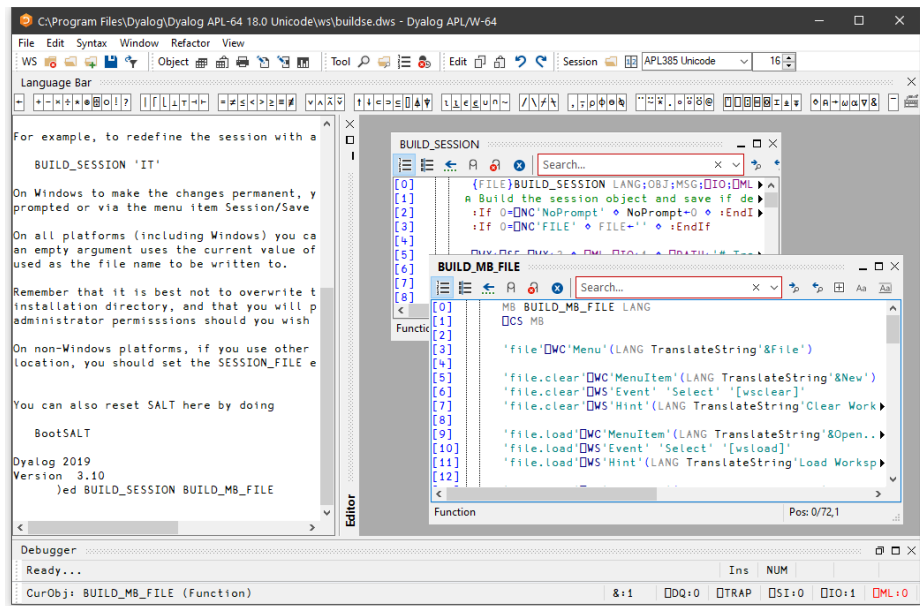 C:\Program Files\Dyalog\Dyalog APL-64 18.0 Unicode\ws\buildse.dws - Dyalog APL/W-64
File Edit Syntax Window Refactor View
WS Object Tool Edit Session APL385 Unicode 16
Language Bar
For example, to redefine the session with a
BUILD_SESSION 'IT'
On Windows to make the changes permanent, y
prompted or via the menu item Session/Save
On all platforms (including Windows) you ca
an empty argument uses the current value of
used as the file name to be written to.
Remember that it is best not to overwrite t
installation directory, and that you will p
administrator permisssions should you wish
On non-Windows platforms, if you use other
location, you should set the SESSION_FILE e
You can also reset SALT here by doing
BootSALT
Dyalog 2019
Version 3.10
)ed BUILD_SESSION BUILD_MB_FILE
Editor
BUILD_SESSION
Search...
[0] {FILE}BUILD_SESSION LANG;OBJ;MSG;⎕IO;⎕ML
[1] ⍝ Build the session object and save if de
[2] :If 0=⎕NC'NoPrompt' ⋄ NoPrompt←0 ⋄ :EndI
[3] :If 0=⎕NC'FILE' ⋄ FILE←'' ⋄ :EndIf
[4]
[5]
[6]
[7]
[8]
Functio
BUILD_MB_FILE
Search...
[0] MB BUILD_MB_FILE LANG
[1] ⎕CS MB
[2]
[3] 'file'⎕WC'Menu'(LANG TranslateString'&File')
[4]
[5] 'file.clear'⎕WC'MenuItem'(LANG TranslateString'&New')
[6] 'file.clear'⎕WS'Event' 'Select' '[wsclear]'
[7] 'file.clear'⎕WS'Hint'(LANG TranslateString'Clear Work
[8]
[9] 'file.load'⎕WC'MenuItem'(LANG TranslateString'&Open..
[10] 'file.load'⎕WS'Event' 'Select' '[wsload]'
[11] 'file.load'⎕WS'Hint'(LANG TranslateString'Load Worksp
[12]
Function Pos: 0/72,1
Debugger
Ready... Ins NUM
CurObj: BUILD_MB_FILE (Function) &:1 ⎕DQ:0 ⎕TRAP ⎕SI:0 ⎕IO:1 ⎕ML:0